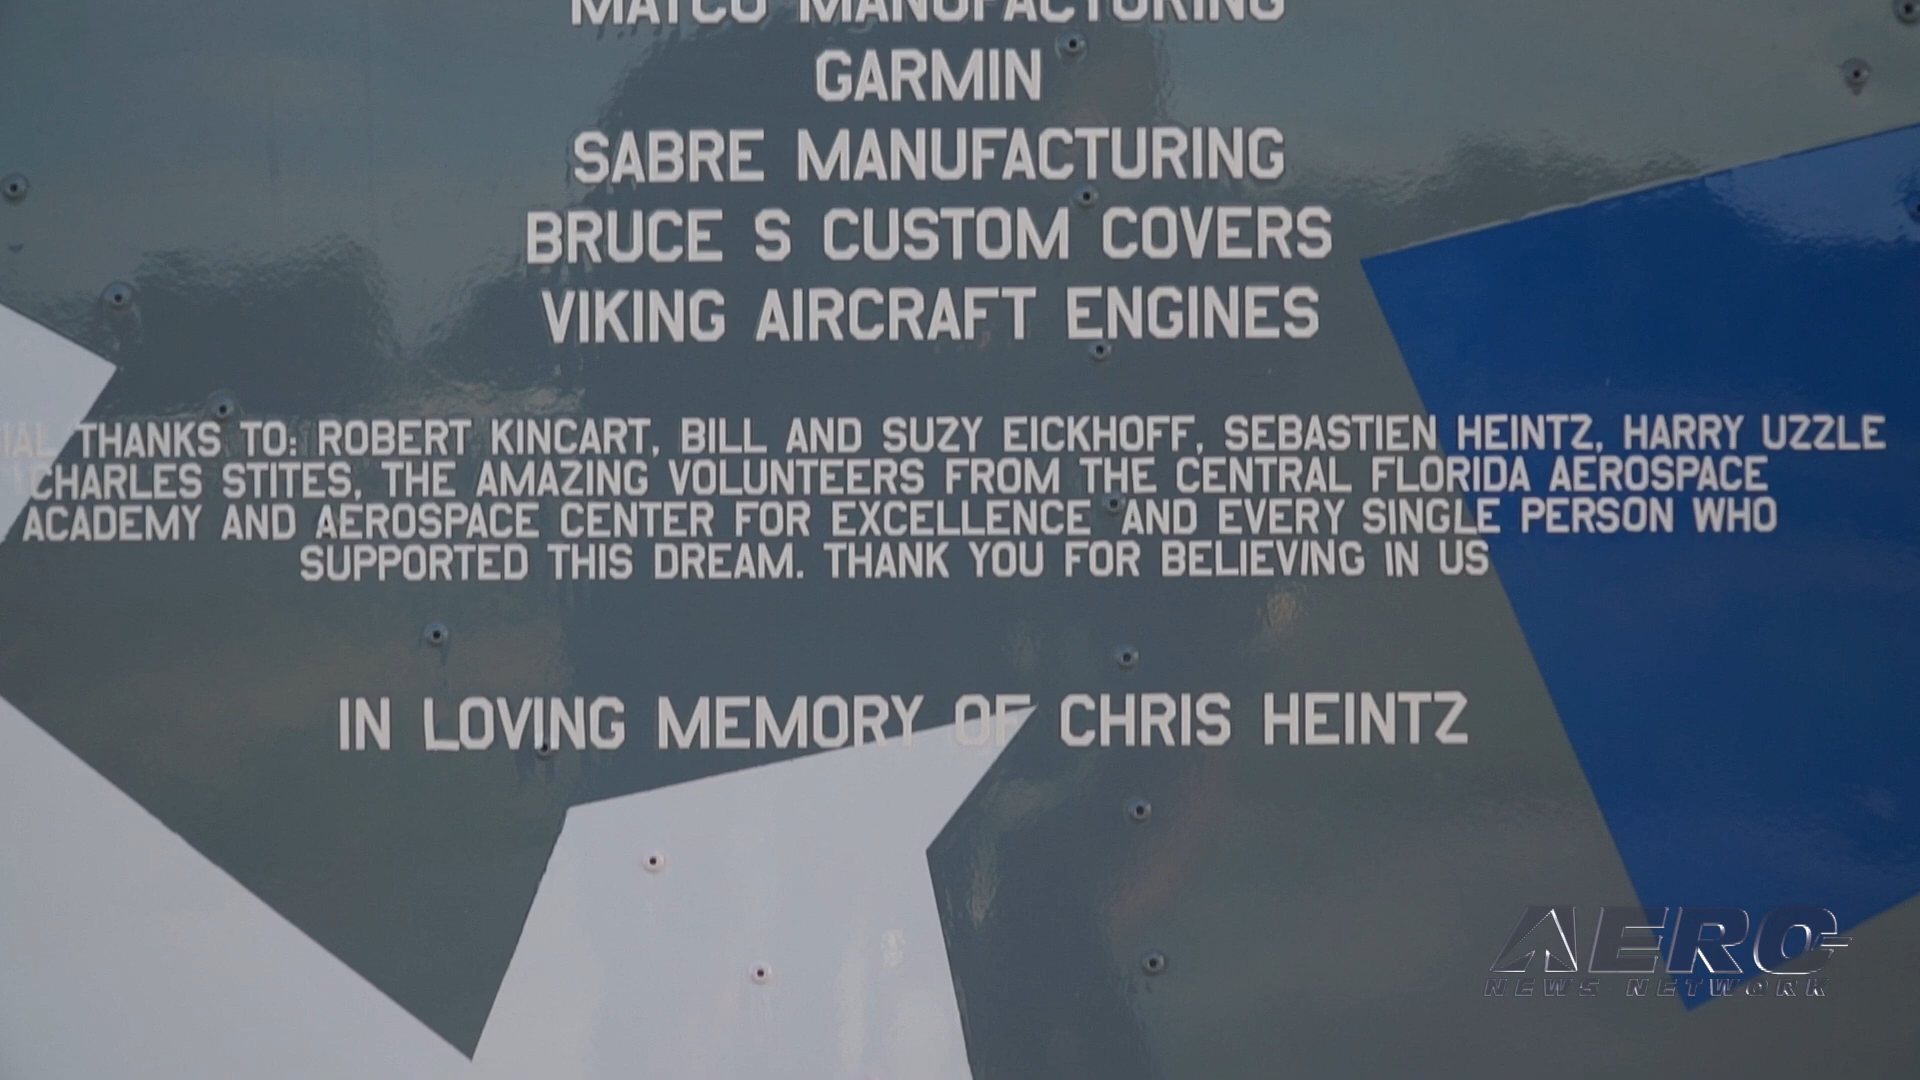 MATCO MANUFACTURING
GARMIN
SABRE MANUFACTURING
BRUCE S CUSTOM COVERS
VIKING AIRCRAFT ENGINES
IAL THANKS TO: ROBERT KINCART, BILL AND SUZY EICKHOFF, SEBASTIEN HEINTZ, HARRY UZZLE
CHARLES STITES, THE AMAZING VOLUNTEERS FROM THE CENTRAL FLORIDA AEROSPACE
ACADEMY AND AEROSPACE CENTER FOR EXCELLENCE AND EVERY SINGLE PERSON WHO
SUPPORTED THIS DREAM. THANK YOU FOR BELIEVING IN US
IN LOVING MEMORY OF CHRIS HEINTZ
AERO
NEWS NETWORK